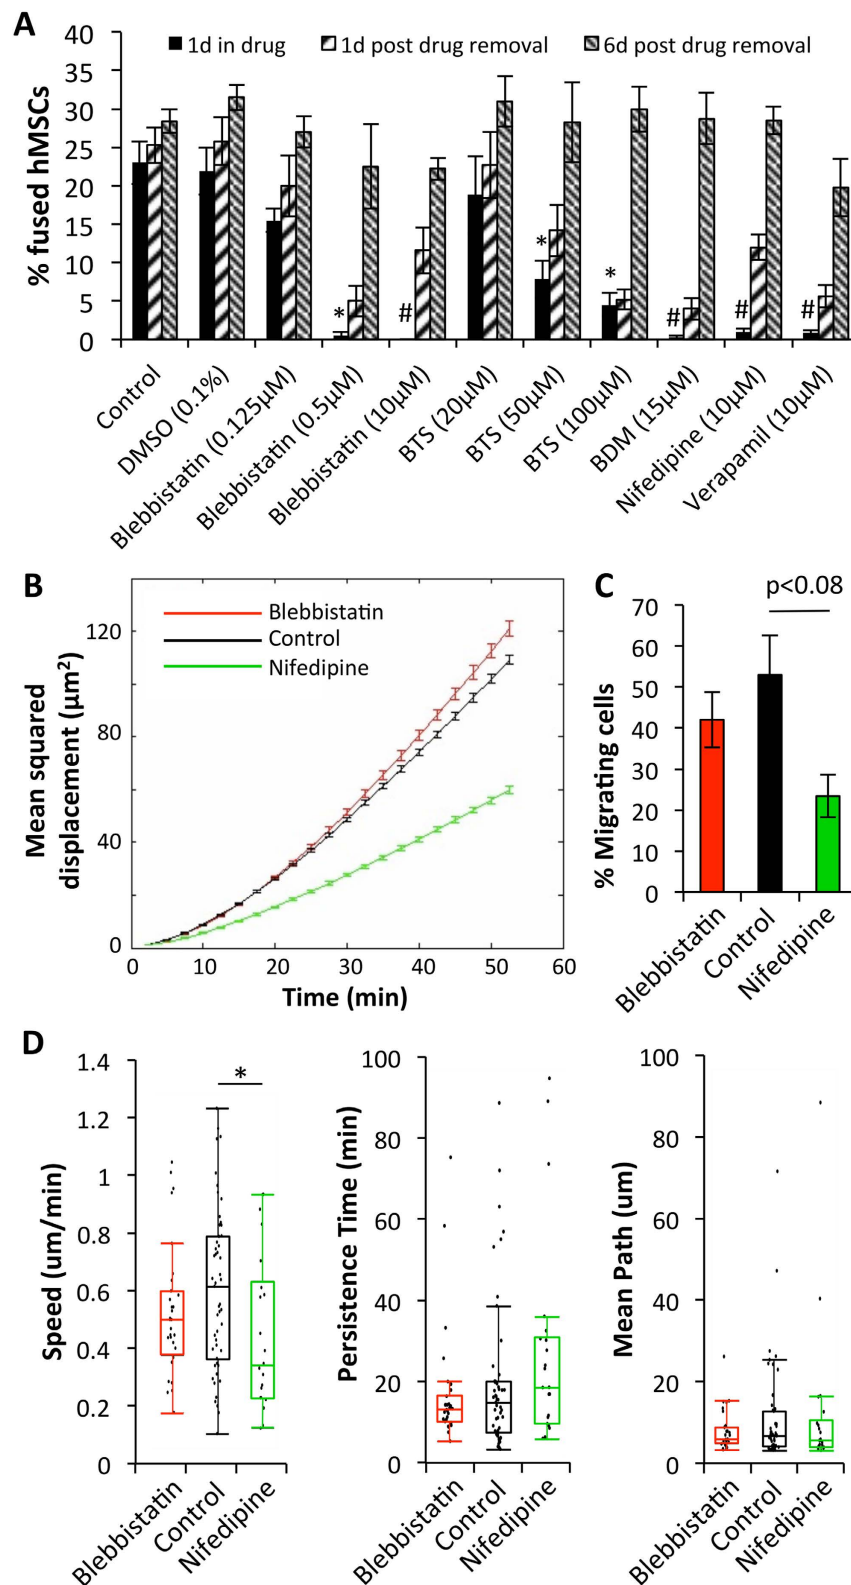 A
40
35
30
25
20
15
10
5
0
% fused hMSCs
1d in drug
1d post drug removal
6d post drug removal
*
#
*
*
#
#
#
Control
DMSO (0.1%)
Blebbistatin (0.125μM)
Blebbistatin (0.5μM)
Blebbistatin (10μM)
BTS (20μM)
BTS (50μM)
BTS (100μM)
BDM (15μM)
Nifedipine (10μM)
Verapamil (10μM)
B
Mean squared
displacement (μm²)
120
80
40
0
Blebbistatin
Control
Nifedipine
0 10 20 30 40 50 60
Time (min)
C
p<0.08
% Migrating cells
70
60
50
40
30
20
10
0
Blebbistatin
Control
Nifedipine
D
Speed (um/min)
1.4
1.2
1
0.8
0.6
0.4
0.2
0
*
Blebbistatin
Control
Nifedipine
Persistence Time (min)
100
80
60
40
20
0
Blebbistatin
Control
Nifedipine
Mean Path (um)
100
80
60
40
20
0
Blebbistatin
Control
Nifedipine